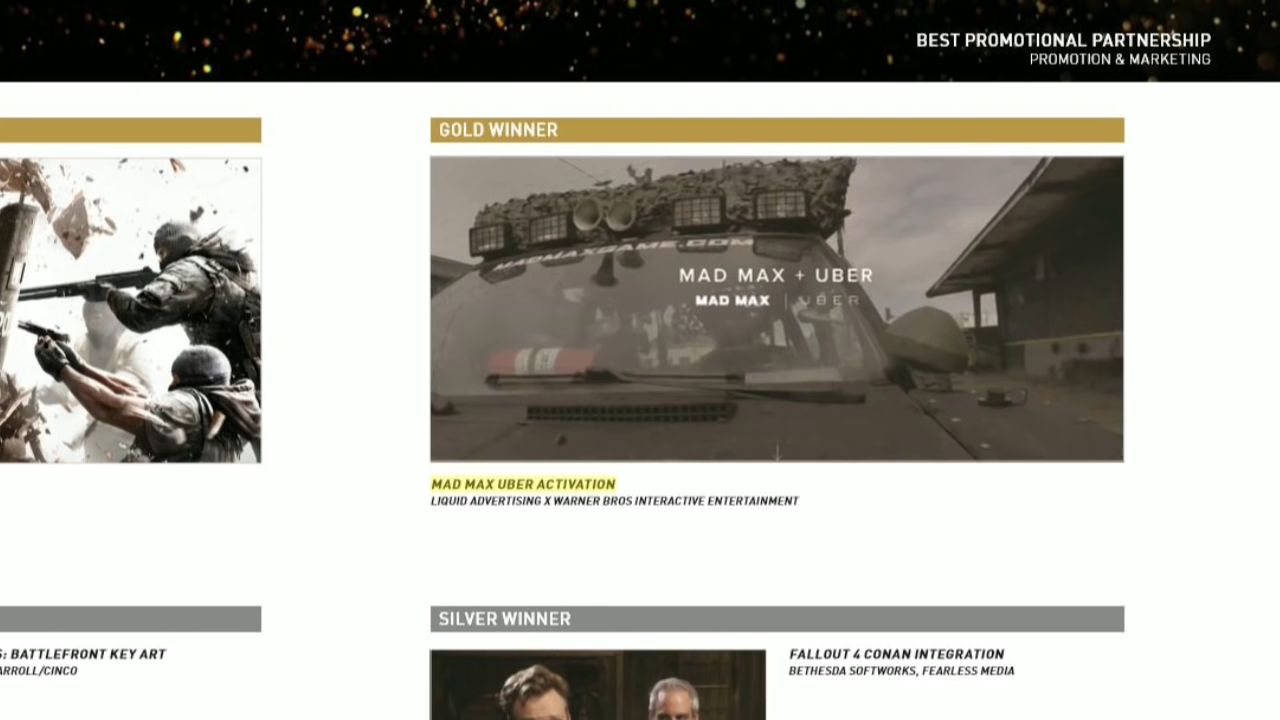 BEST PROMOTIONAL PARTNERSHIP
PROMOTION & MARKETING
GOLD WINNER
MADMAXGAME.COM
MAD MAX + UBER
MAD MAX | UBER
MAD MAX UBER ACTIVATION
LIQUID ADVERTISING X WARNER BROS INTERACTIVE ENTERTAINMENT
SILVER WINNER
: BATTLEFRONT KEY ART
ARROLL/CINCO
FALLOUT 4 CONAN INTEGRATION
BETHESDA SOFTWORKS, FEARLESS MEDIA